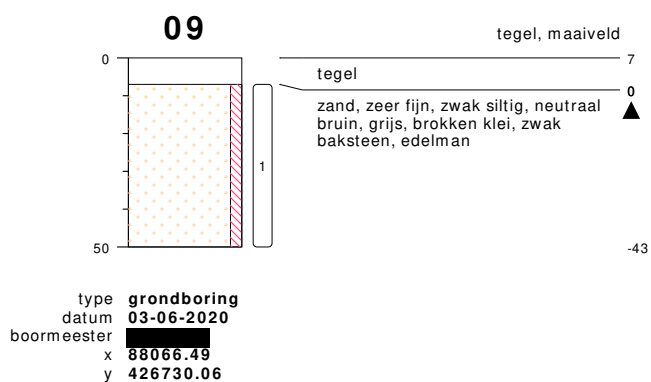 09
tegel, maaiveld
0
7
tegel
0
zand, zeer fijn, zwak siltig, neutraal
bruin, grijs, brokken klei, zwak
baksteen, edelman
1
50
-43
type grondboring
datum 03-06-2020
boormeester
x 88066.49
y 426730.06